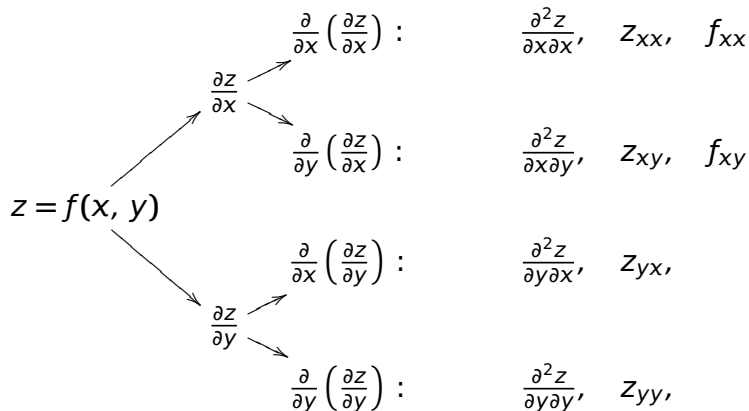 ∂/∂x (∂z/∂x) : ∂²z/∂x∂x, z_xx, f_xx
∂z/∂x
∂/∂y (∂z/∂x) : ∂²z/∂x∂y, z_xy, f_xy
z = f(x, y)
∂/∂x (∂z/∂y) : ∂²z/∂y∂x, z_yx,
∂z/∂y
∂/∂y (∂z/∂y) : ∂²z/∂y∂y, z_yy,